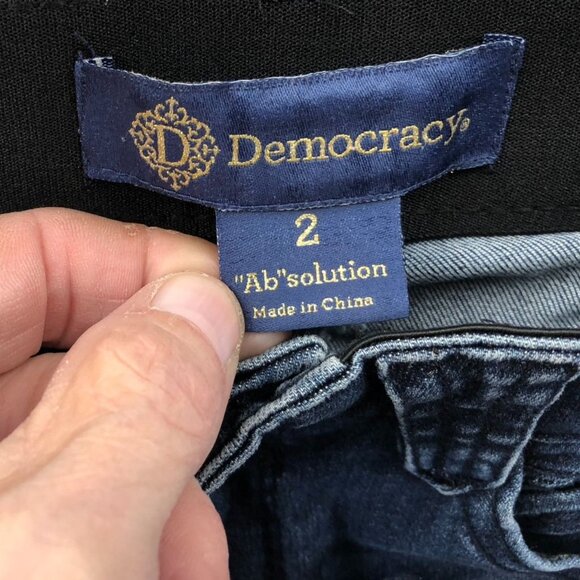 D Democracy®
2
"Ab"solution
Made in China